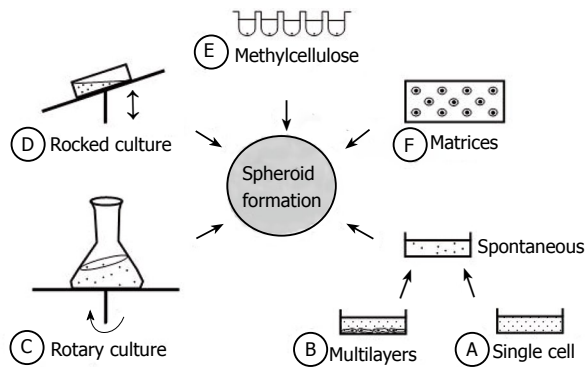 E Methylcellulose
D Rocked culture
F Matrices
Spheroid
formation
Spontaneous
C Rotary culture
B Multilayers
A Single cell